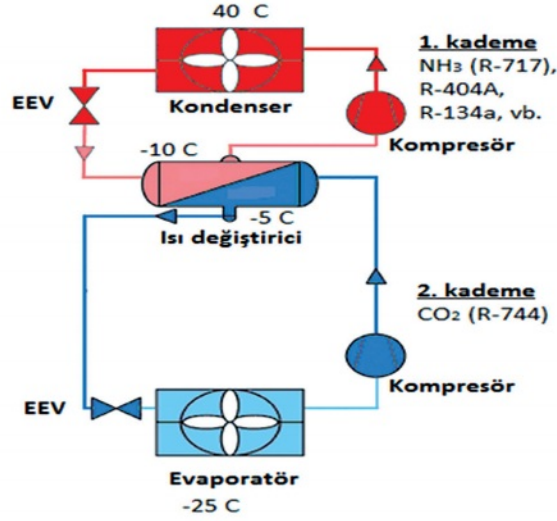 40 C
1. kademe
NH₃ (R-717),
R-404A,
R-134a, vb.
EEV
Kondenser
Kompresör
-10 C
-5 C
Isı değiştirici
2. kademe
CO₂ (R-744)
Kompresör
EEV
Evaporatör
-25 C